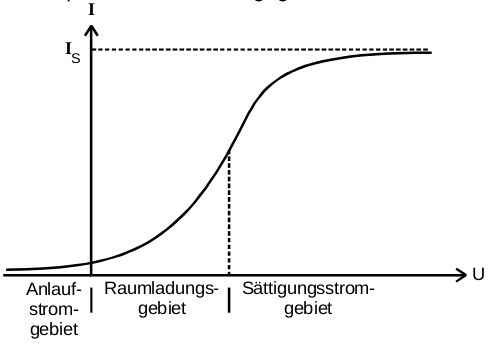 I
I_S
U
Anlauf-
strom-
gebiet
Raumladungs-
gebiet
Sättigungsstrom-
gebiet